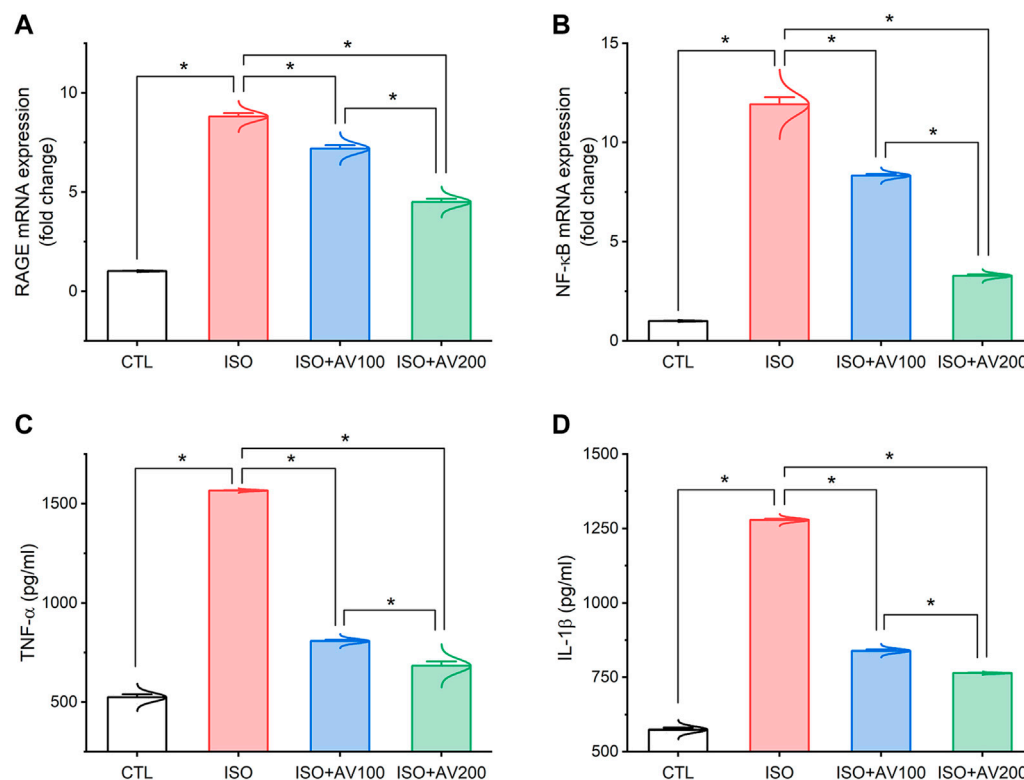 A
RAGE mRNA expression
(fold change)
10
5
0
*
*
*
*
CTL
ISO
ISO+AV100
ISO+AV200
B
NF-κB mRNA expression
(fold change)
15
10
5
0
*
*
*
*
CTL
ISO
ISO+AV100
ISO+AV200
C
TNF-α (pg/ml)
1500
1000
500
*
*
*
*
CTL
ISO
ISO+AV100
ISO+AV200
D
IL-1β (pg/ml)
1500
1250
1000
750
500
*
*
*
*
CTL
ISO
ISO+AV100
ISO+AV200